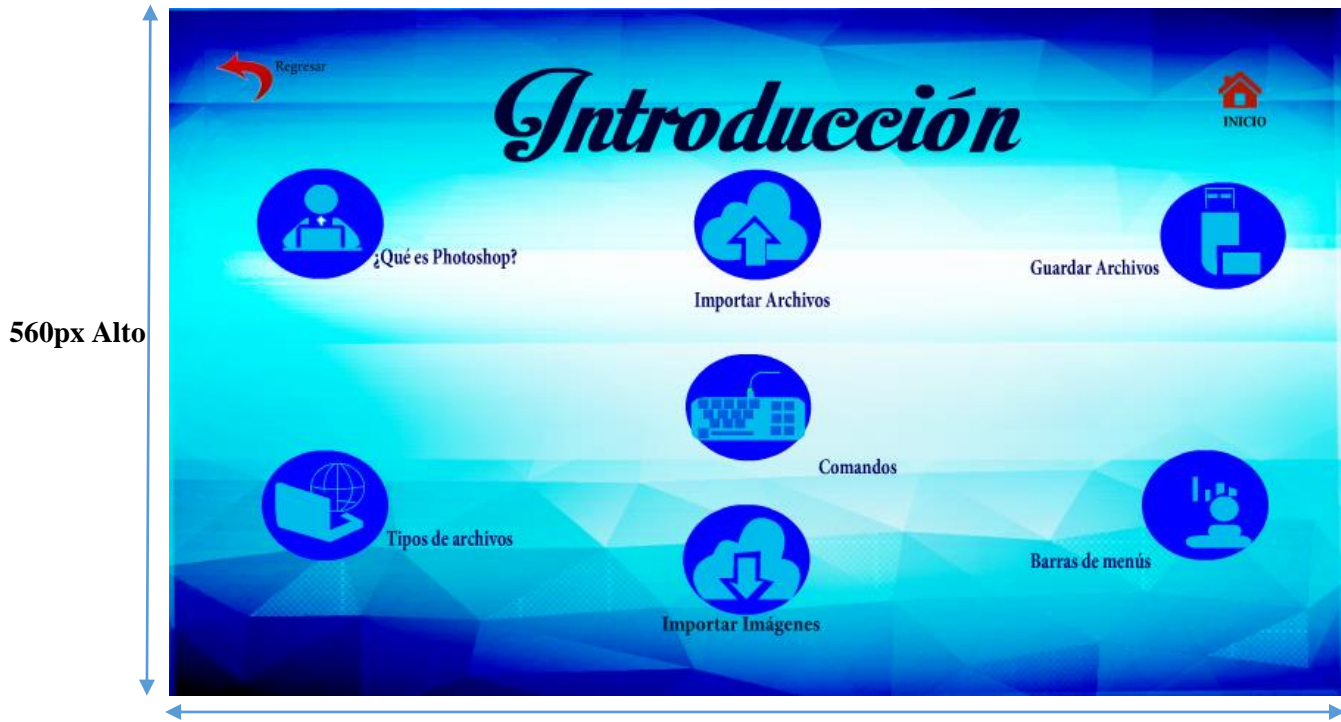 Regresar
Introducción
INICIO
¿Qué es Photoshop?
Importar Archivos
Guardar Archivos
560px Alto
Comandos
Tipos de archivos
Barras de menús
Importar Imágenes